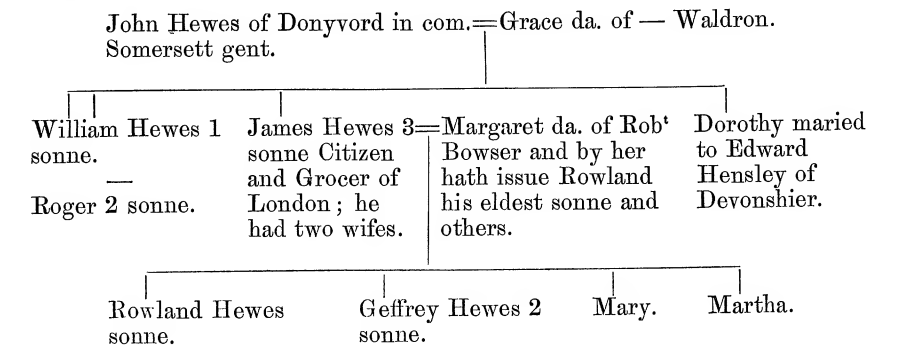 John Hewes of Donyvord in com.=Grace da. of — Waldron.
Somersett gent.
William Hewes 1
sonne.
—
Roger 2 sonne.
James Hewes 3=Margaret da. of Robᵗ
sonne Citizen
and Grocer of
London; he
had two wifes.
Bowser and by her
hath issue Rowland
his eldest sonne and
others.
Dorothy maried
to Edward
Hensley of
Devonshier.
Rowland Hewes
sonne.
Geffrey Hewes 2
sonne.
Mary.
Martha.